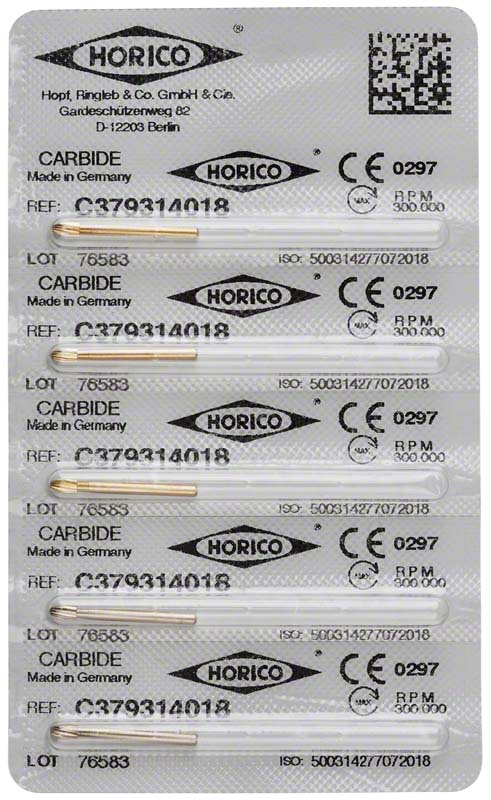 HORICO ®
Hopf, Ringleb & Co. GmbH & Cie.
Gardeschützenweg 82
D-12203 Berlin
CARBIDE HORICO ® CE 0297
Made in Germany
REF: C379314018 MAX. RPM 300.000
LOT 76583 ISO: 500314277072018
CARBIDE HORICO ® CE 0297
Made in Germany
REF: C379314018 MAX. RPM 300.000
LOT 76583 ISO: 500314277072018
CARBIDE HORICO ® CE 0297
Made in Germany
REF: C379314018 MAX. RPM 300.000
LOT 76583 ISO: 500314277072018
CARBIDE HORICO ® CE 0297
Made in Germany
REF: C379314018 MAX. RPM 300.000
LOT 76583 ISO: 500314277072018
CARBIDE HORICO ® CE 0297
Made in Germany
REF: C379314018 MAX. RPM 300.000
LOT 76583 ISO: 500314277072018